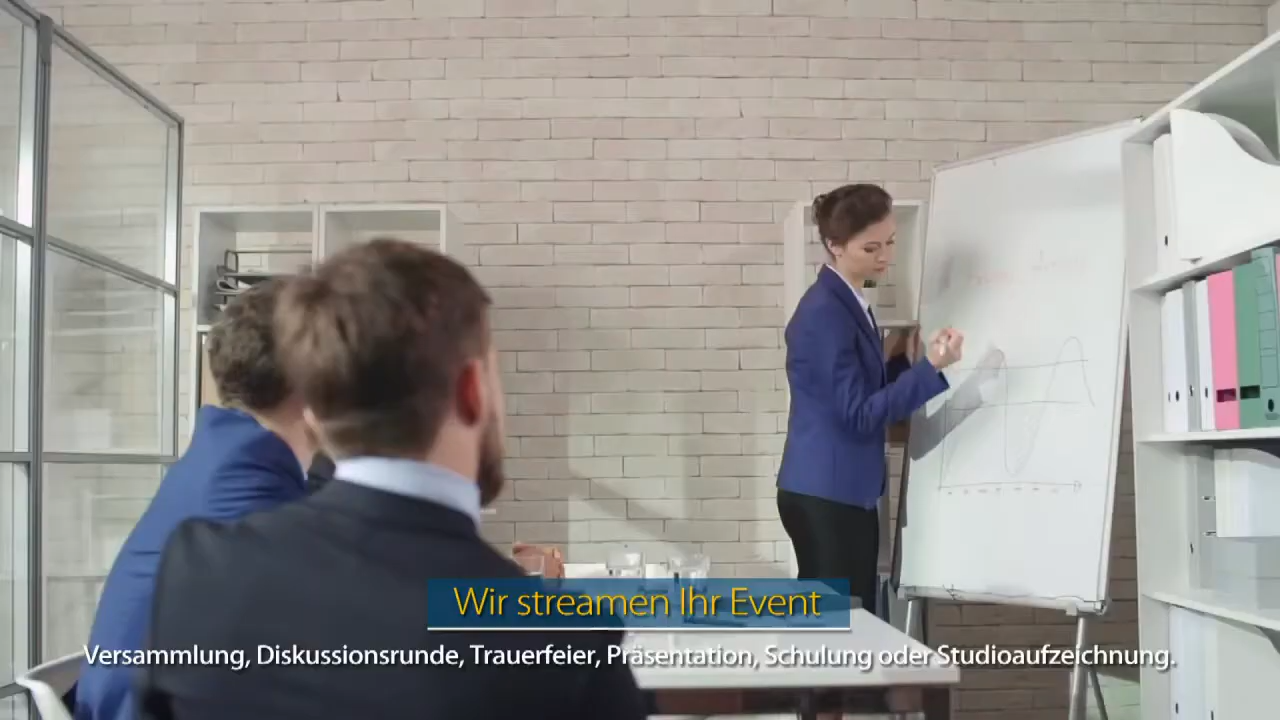 Wir streamen Ihr Event
Versammlung, Diskussionsrunde, Trauerfeier, Präsentation, Schulung oder Studioaufzeichnung.